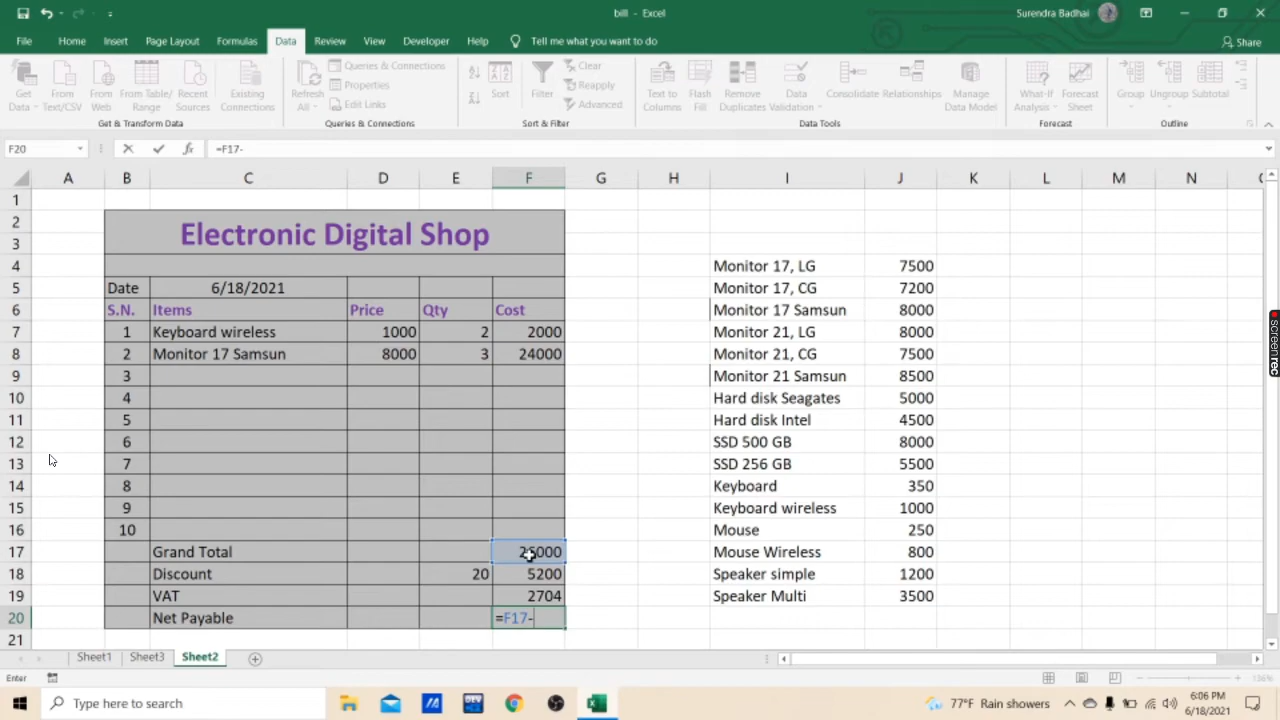 bill - Excel
Surendra Badhai
File Home Insert Page Layout Formulas Data Review View Developer Help Tell me what you want to do
Share
Get Data
From Text/CSV
From Web
From Table/ Range
Recent Sources
Existing Connections
Refresh All
Queries & Connections
Properties
Edit Links
Sort
Filter
Clear
Reapply
Advanced
Text to Columns
Flash Fill
Remove Duplicates
Data Validation
Consolidate
Relationships
Manage Data Model
What-If Analysis
Forecast Sheet
Group
Ungroup
Subtotal
Get & Transform Data
Queries & Connections
Sort & Filter
Data Tools
Forecast
Outline
F20 fx =F17-
A B C D E F G H I J K L M N
1
2
Electronic Digital Shop
3
4 Monitor 17, LG 7500
5 Date 6/18/2021 Monitor 17, CG 7200
6 S.N. Items Price Qty Cost Monitor 17 Samsun 8000
7 1 Keyboard wireless 1000 2 2000 Monitor 21, LG 8000
8 2 Monitor 17 Samsun 8000 3 24000 Monitor 21, CG 7500
9 3 Monitor 21 Samsun 8500
10 4 Hard disk Seagates 5000
11 5 Hard disk Intel 4500
12 6 SSD 500 GB 8000
13 7 SSD 256 GB 5500
14 8 Keyboard 350
15 9 Keyboard wireless 1000
16 10 Mouse 250
17 Grand Total 26000 Mouse Wireless 800
18 Discount 20 5200 Speaker simple 1200
19 VAT 2704 Speaker Multi 3500
20 Net Payable =F17-
21
screenrec
Sheet1 Sheet3 Sheet2
Enter
136%
Type here to search
DEV
77°F Rain showers
6:06 PM
6/18/2021